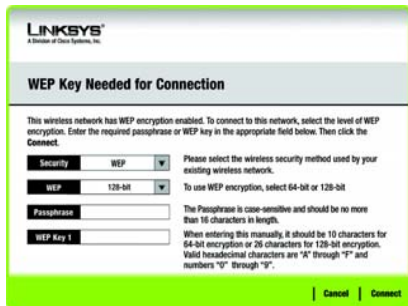 LINKSYS®
A Division of Cisco Systems, Inc.
WEP Key Needed for Connection
This wireless network has WEP encryption enabled. To connect to this network, select the level of WEP
encryption. Enter the required passphrase or WEP key in the appropriate field below. Then click the
Connect.
Security WEP
Please select the wireless security method used by your
existing wireless network.
WEP 128-bit
To use WEP encryption, select 64-bit or 128-bit
Passphrase
The Passphrase is case-sensitive and should be no more
than 16 characters in length.
WEP Key 1
When entering this manually, it should be 10 characters for
64-bit encryption or 26 characters for 128-bit encryption.
Valid hexadecimal characters are "A" through "F" and
numbers "0" through "9".
Cancel Connect